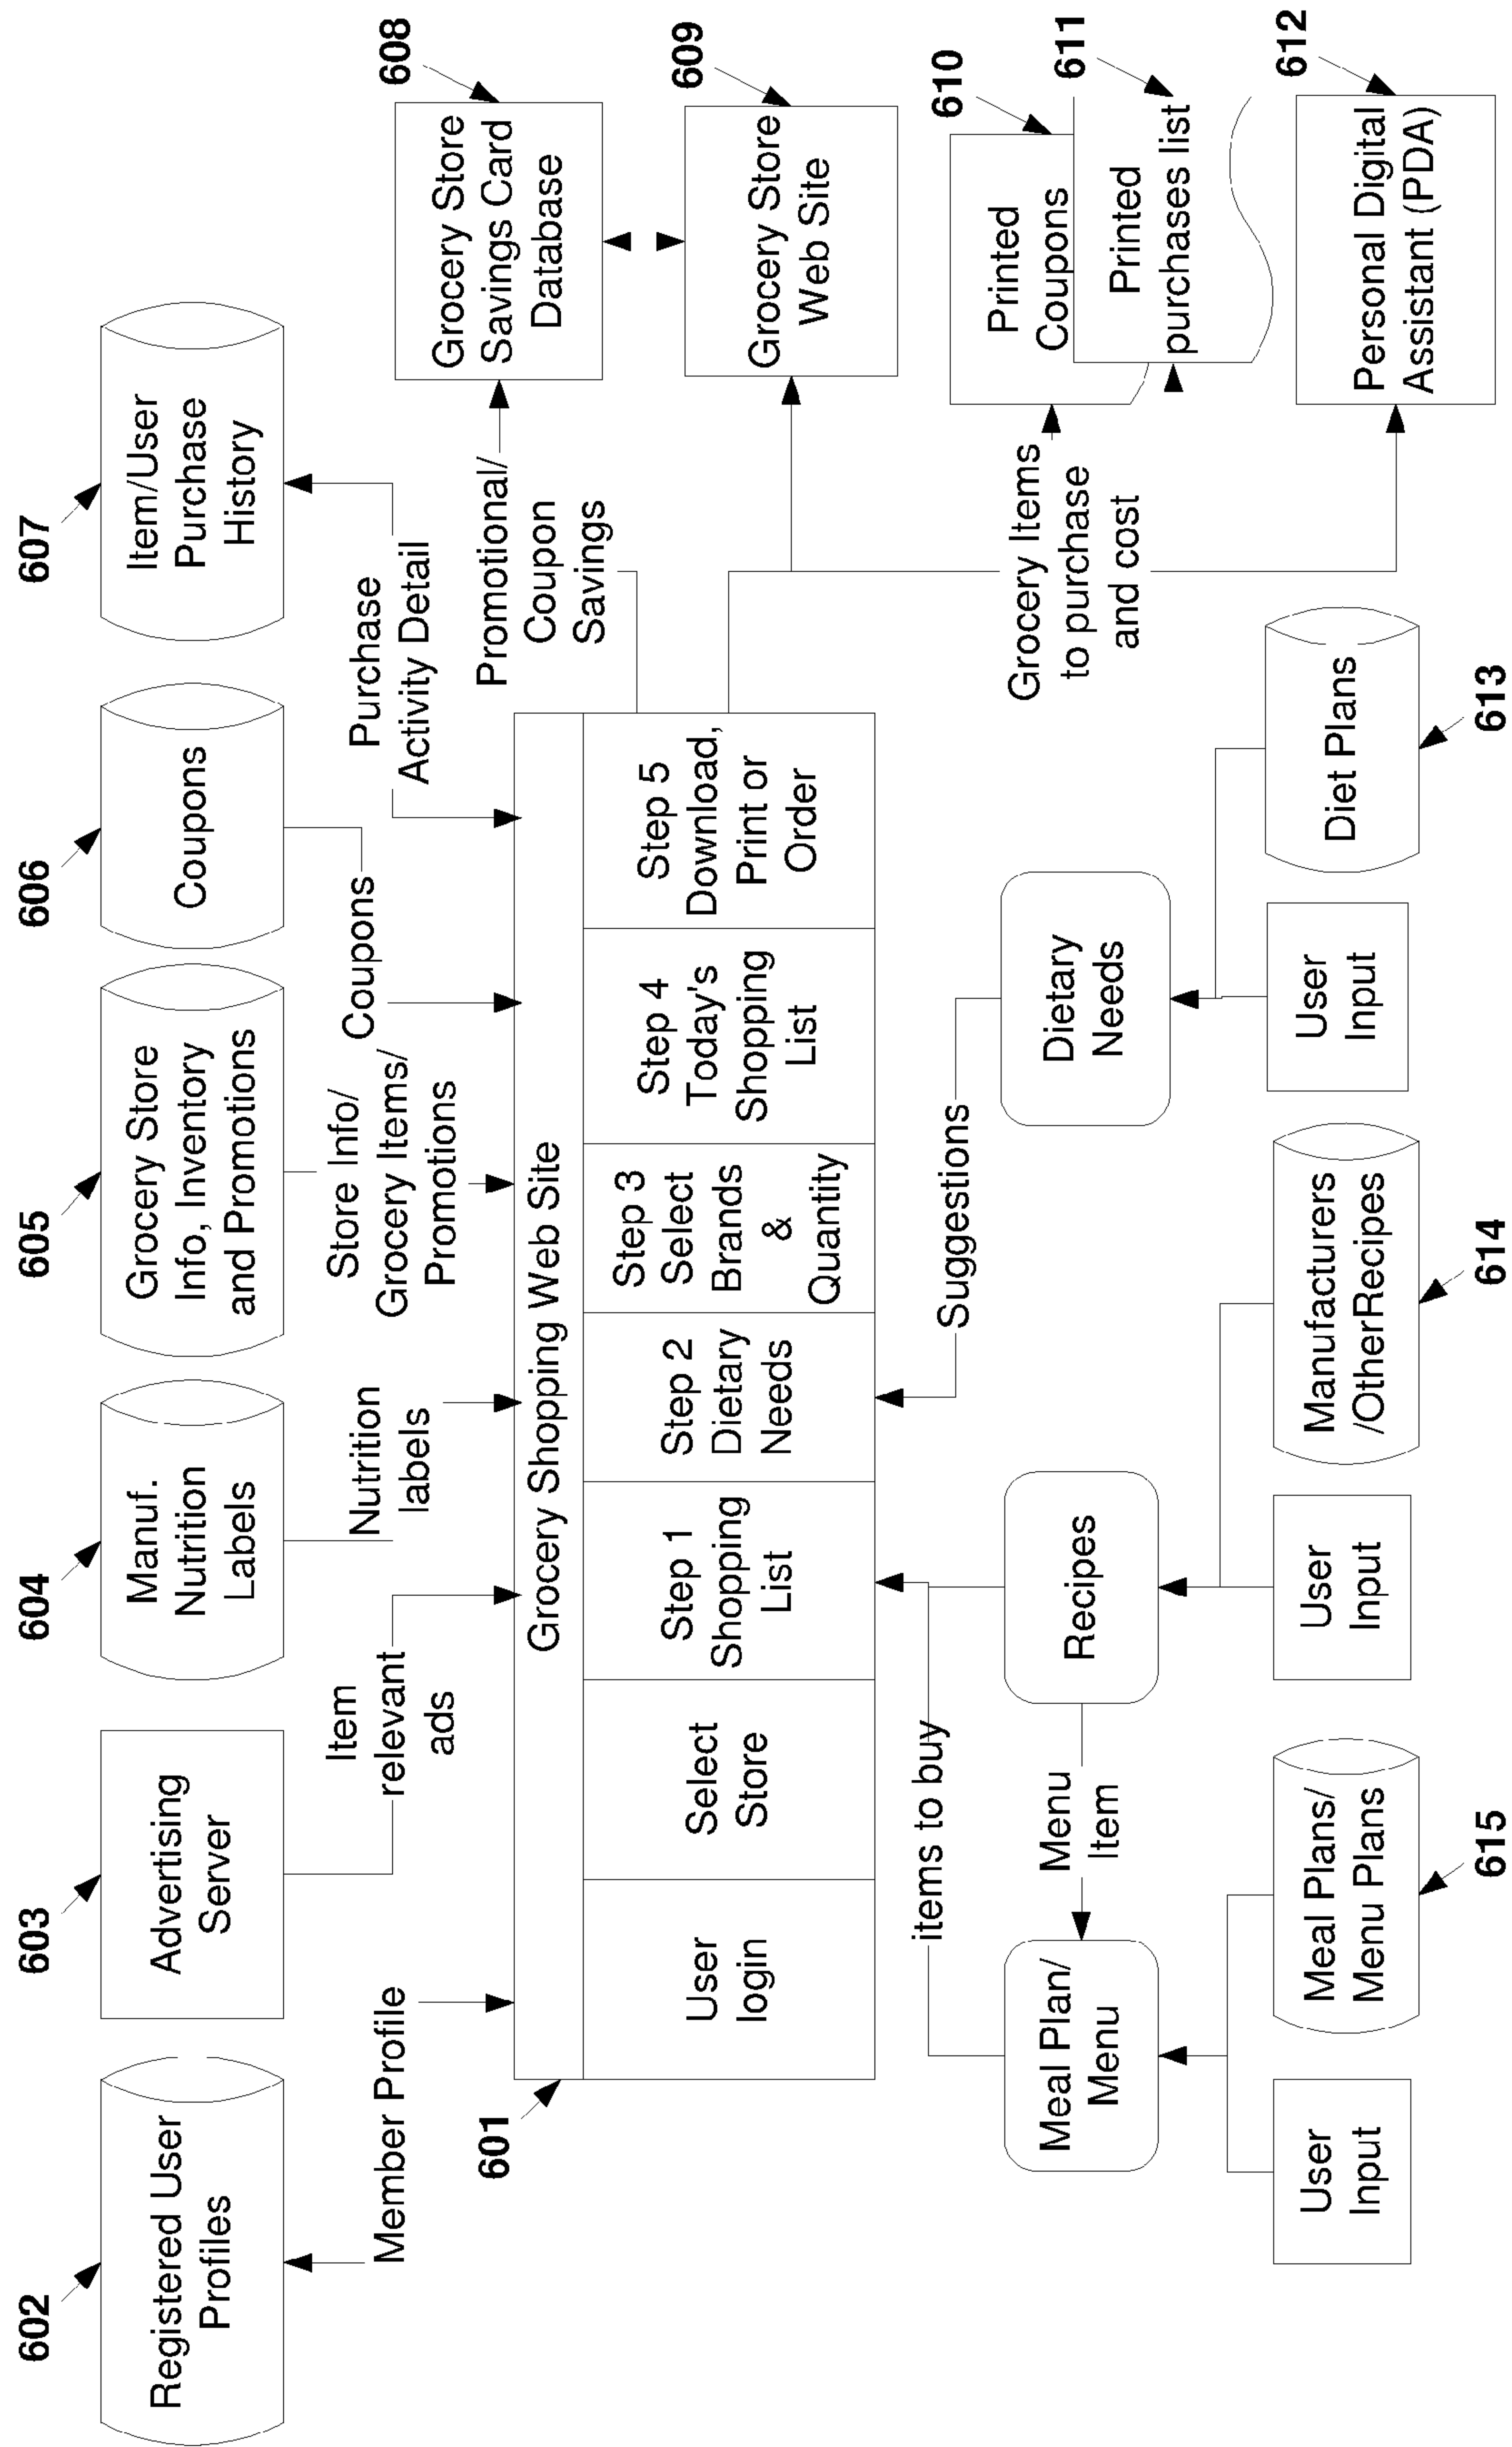 602
603
604
605
606
607
Registered User
Profiles
Advertising
Server
Manuf.
Nutrition
Labels
Grocery Store
Info, Inventory
and Promotions
Coupons
Item/User
Purchase
History
Member Profile
Item
relevant
ads
Nutrition
labels
Store Info/
Grocery Items/
Promotions
Coupons
Purchase
Activity Detail
Promotional/
Coupon
Savings
608
Grocery Store
Savings Card
Database
601
Grocery Shopping Web Site
User
login
Select
Store
Step 1
Shopping
List
Step 2
Dietary
Needs
Step 3
Select
Brands
&
Quantity
Step 4
Today's
Shopping
List
Step 5
Download,
Print or
Order
609
Grocery Store
Web Site
items to buy
Suggestions
Grocery Items
to purchase
and cost
610
Printed
Coupons
611
Printed
purchases list
Meal Plan/
Menu
Menu
Item
Recipes
Dietary
Needs
612
Personal Digital
Assistant (PDA)
User
Input
Meal Plans/
Menu Plans
User
Input
Manufacturers
/OtherRecipes
User
Input
Diet Plans
615
614
613